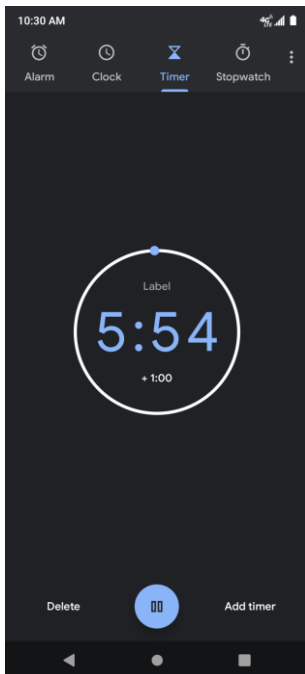 10:30 AM
Alarm Clock Timer Stopwatch
Label
5:54
+ 1:00
Delete Add timer